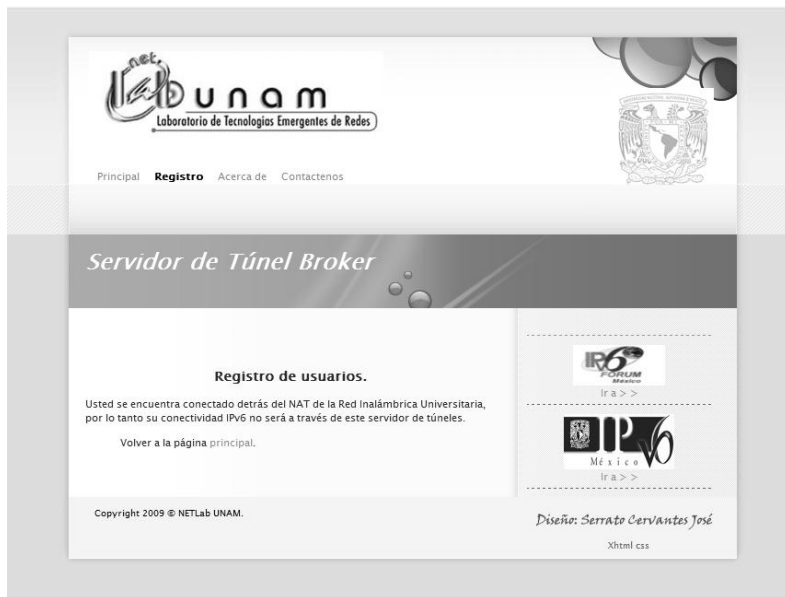 net.
Lab unam
Laboratorio de Tecnologías Emergentes de Redes
Principal Registro Acerca de Contactenos
Servidor de Túnel Broker
Registro de usuarios.
Usted se encuentra conectado detrás del NAT de la Red Inalámbrica Universitaria,
por lo tanto su conectividad IPv6 no será a través de este servidor de túneles.
Volver a la página principal.
IPv6
FORUM
México
Ir a > >
IPv6
México
Ir a > >
Copyright 2009 © NETLab UNAM.
Diseño: Serrato Cervantes José
Xhtml css